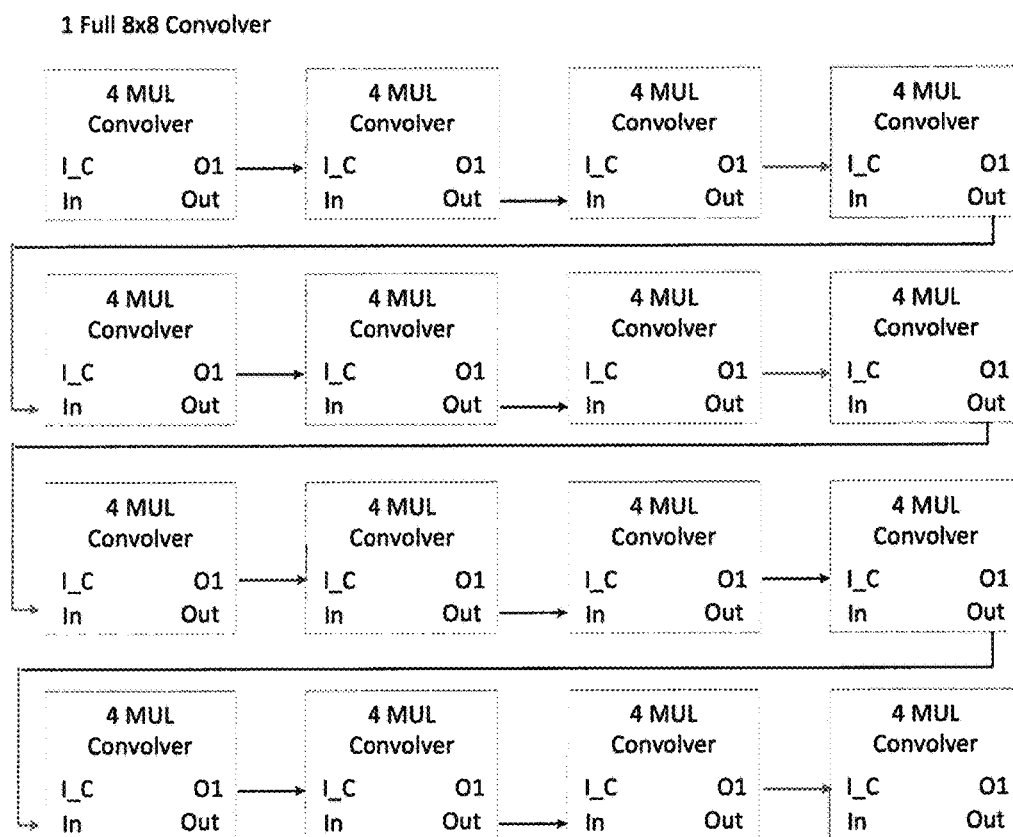 1 Full 8x8 Convolver
4 MUL 4 MUL 4 MUL 4 MUL
Convolver Convolver Convolver Convolver
I_C O1 I_C O1 I_C O1 I_C O1
In Out In Out In Out In Out
4 MUL 4 MUL 4 MUL 4 MUL
Convolver Convolver Convolver Convolver
I_C O1 I_C O1 I_C O1 I_C O1
In Out In Out In Out In Out
4 MUL 4 MUL 4 MUL 4 MUL
Convolver Convolver Convolver Convolver
I_C O1 I_C O1 I_C O1 I_C O1
In Out In Out In Out In Out
4 MUL 4 MUL 4 MUL 4 MUL
Convolver Convolver Convolver Convolver
I_C O1 I_C O1 I_C O1 I_C O1
In Out In Out In Out In Out